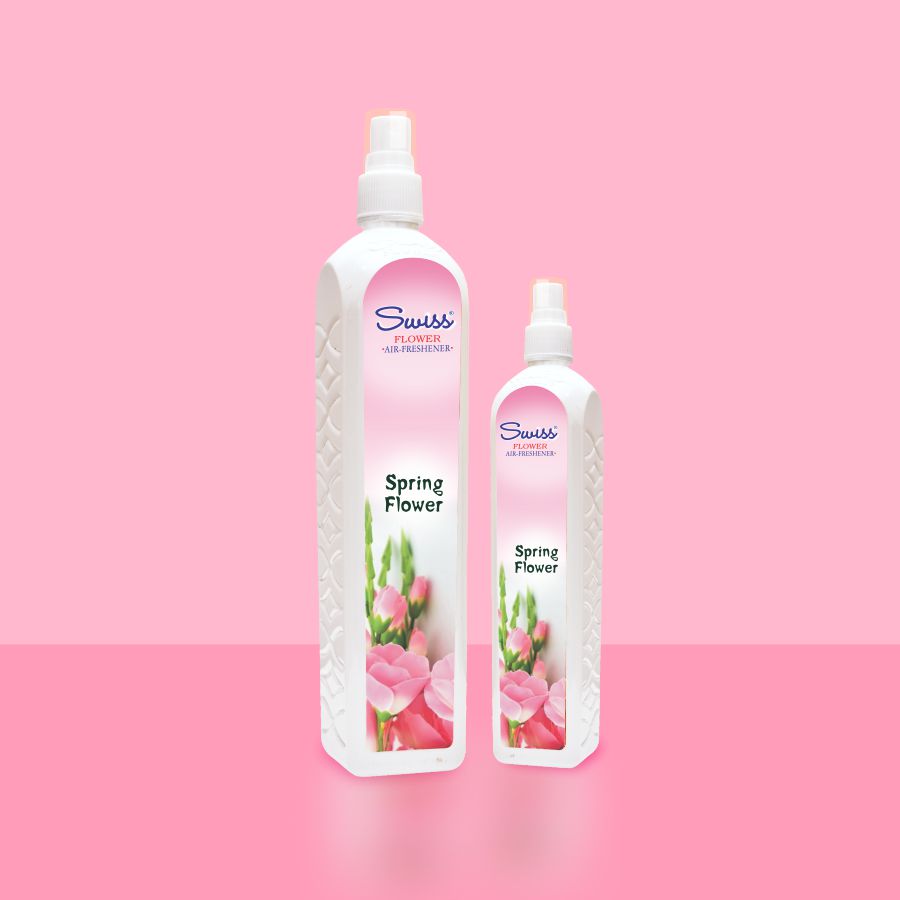 Swiss®
FLOWER
•AIR-FRESHENER•
Spring
Flower
Swiss®
FLOWER
AIR-FRESHENER•
Spring
Flower